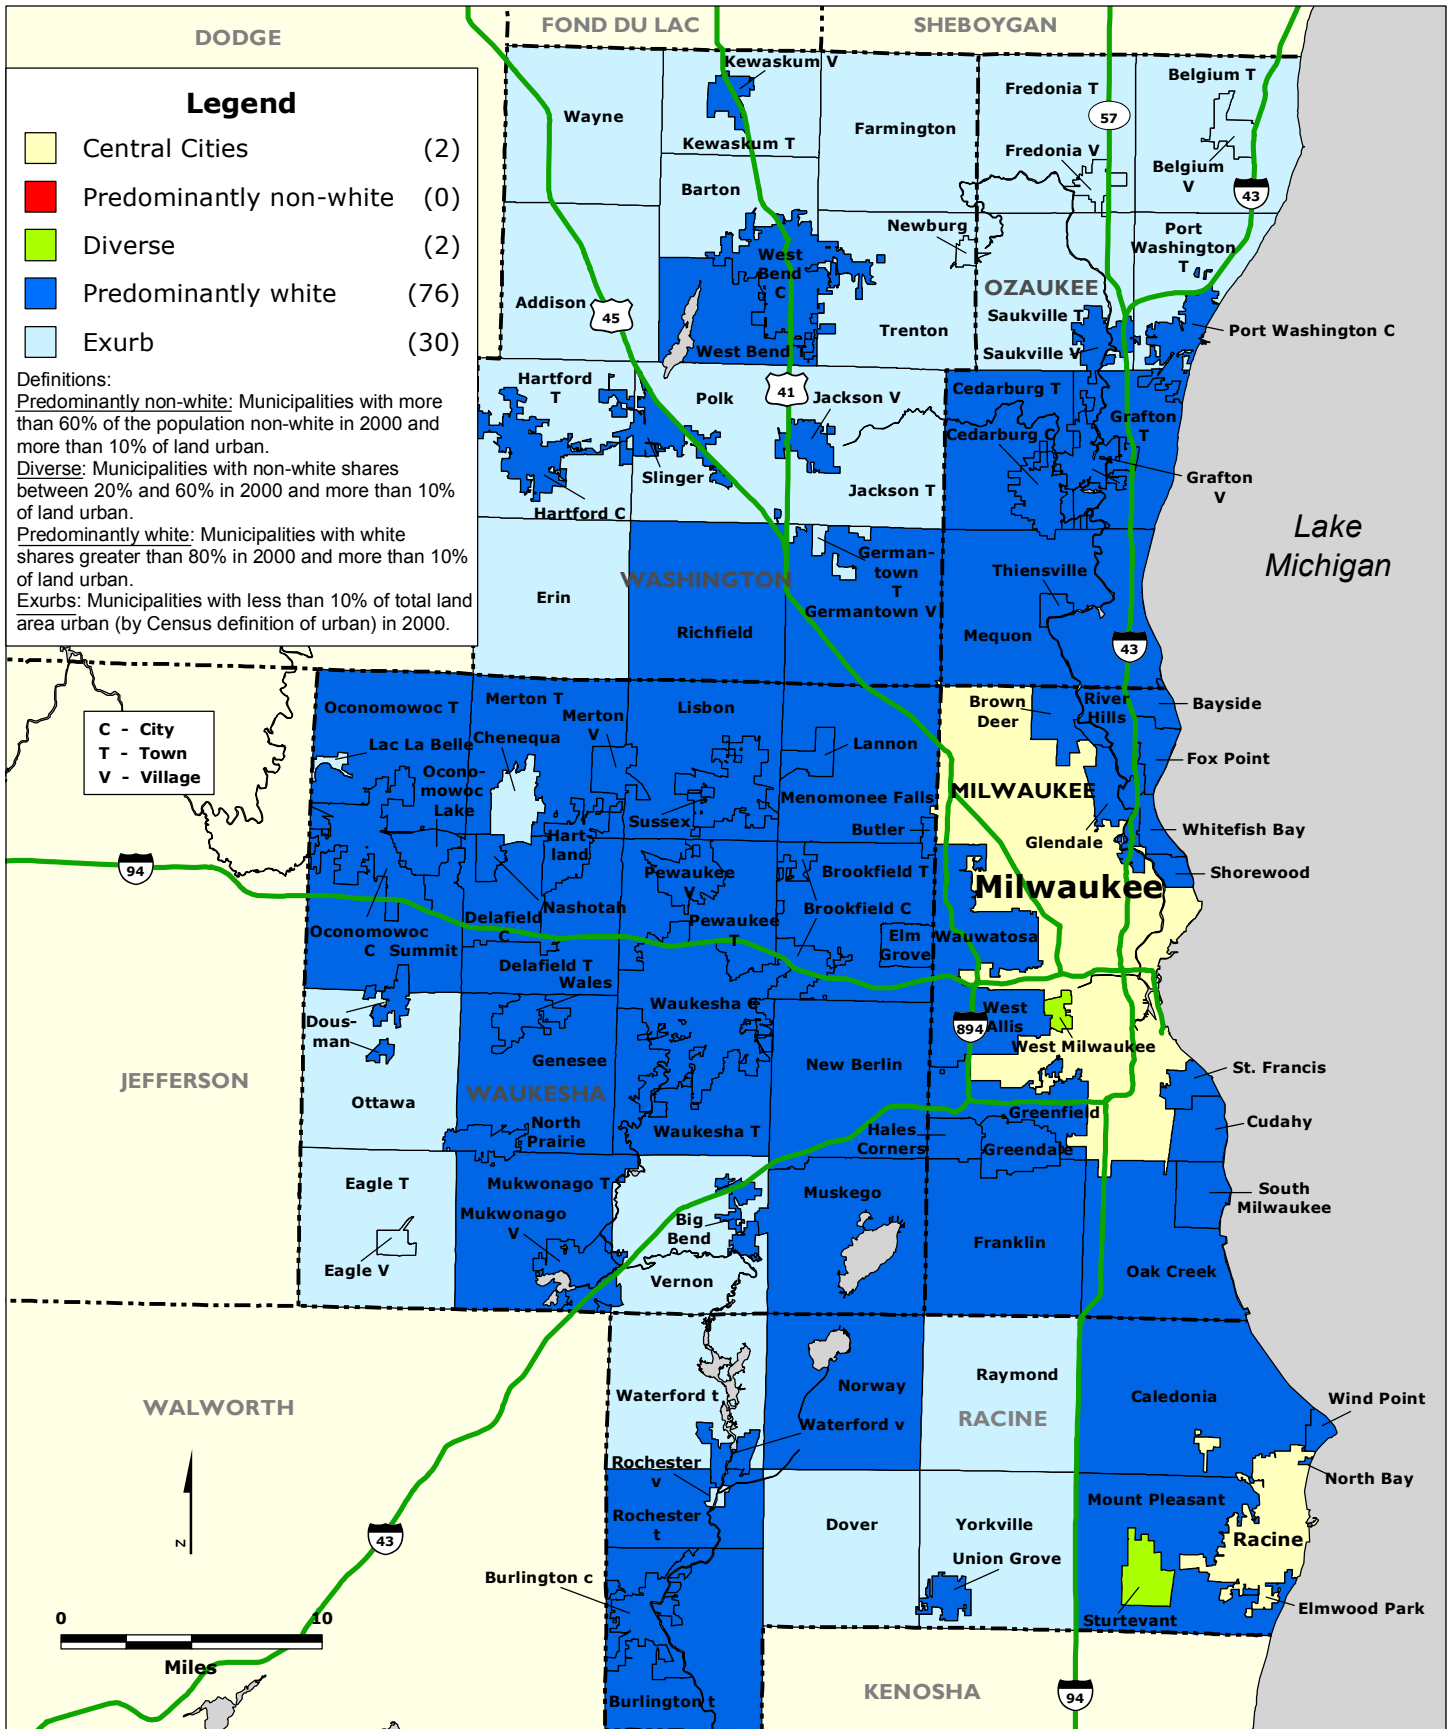 DODGE
FOND DU LAC
SHEBOYGAN
Legend
Central Cities (2)
Predominantly non-white (0)
Diverse (2)
Predominantly white (76)
Exurb (30)
Definitions:
Predominantly non-white: Municipalities with more
than 60% of the population non-white in 2000 and
more than 10% of land urban.
Diverse: Municipalities with non-white shares
between 20% and 60% in 2000 and more than 10%
of land urban.
Predominantly white: Municipalities with white
shares greater than 80% in 2000 and more than 10%
of land urban.
Exurbs: Municipalities with less than 10% of total land
area urban (by Census definition of urban) in 2000.
C - City
T - Town
V - Village
Kewaskum V
Wayne
Kewaskum T
Farmington
Fredonia T
Belgium T
57
Fredonia V
Belgium
V
43
Barton
Newburg
Port
Washington
T
West
Bend
C
OZAUKEE
Addison
45
Trenton
Saukville T
Port Washington C
West Bend T
Saukville V
Hartford
T
Polk
41
Jackson V
Cedarburg T
Grafton
T
Cedarburg C
Slinger
Grafton
V
Jackson T
Hartford C
Lake
Michigan
German-
town
T
Thiensville
WASHINGTON
Erin
Germantown V
Richfield
Mequon
43
Oconomowoc T
Merton T
Merton
V
Lisbon
Brown
Deer
River
Hills
Bayside
Lac La Belle
Chenequa
Lannon
Fox Point
Ocono-
mowoc
Lake
MILWAUKEE
Menomonee Falls
Sussex
Butler
Whitefish Bay
Hart-
land
Glendale
94
Pewaukee
V
Brookfield T
Shorewood
Milwaukee
Nashotah
Brookfield C
Delafield
C
Pewaukee
T
Oconomowoc
C
Summit
Elm
Grove
Wauwatosa
Delafield T
Wales
Waukesha C
West
Allis
894
Dous-
man
West Milwaukee
Genesee
New Berlin
St. Francis
JEFFERSON
WAUKESHA
Ottawa
Greenfield
Cudahy
North
Prairie
Waukesha T
Hales
Corners
Greendale
Eagle T
Mukwonago T
Muskego
South
Milwaukee
Mukwonago
V
Big
Bend
Franklin
Eagle V
Vernon
Oak Creek
Raymond
Waterford t
Norway
Caledonia
Wind Point
WALWORTH
RACINE
Waterford v
Rochester
v
North Bay
Mount Pleasant
Rochester
t
Dover
Yorkville
Racine
N
43
Union Grove
Burlington c
Elmwood Park
Sturtevant
0 10
Miles
KENOSHA
94
Burlington t